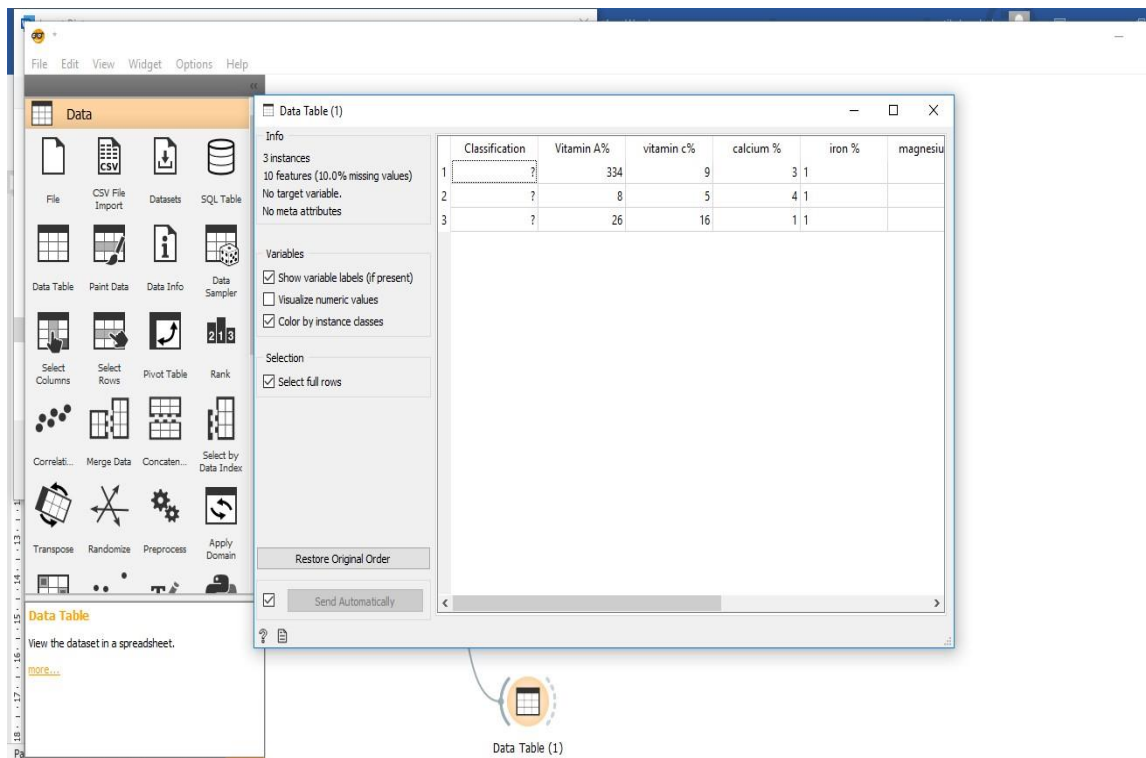 File Edit View Widget Options Help
Data
File
CSV File
Import
Datasets
SQL Table
Data Table
Paint Data
Data Info
Data
Sampler
Select
Columns
Select
Rows
Pivot Table
Rank
Correlati...
Merge Data
Concaten...
Select by
Data Index
Transpose
Randomize
Preprocess
Apply
Domain
Data Table
View the dataset in a spreadsheet.
more...
Data Table (1)
Info
3 instances
10 features (10.0% missing values)
No target variable.
No meta attributes
Variables
Show variable labels (if present)
Visualize numeric values
Color by instance classes
Selection
Select full rows
Restore Original Order
Send Automatically
Classification Vitamin A% vitamin c% calcium % iron % magnesiu
1 ? 334 9 3 1
2 ? 8 5 4 1
3 ? 26 16 1 1
Data Table (1)